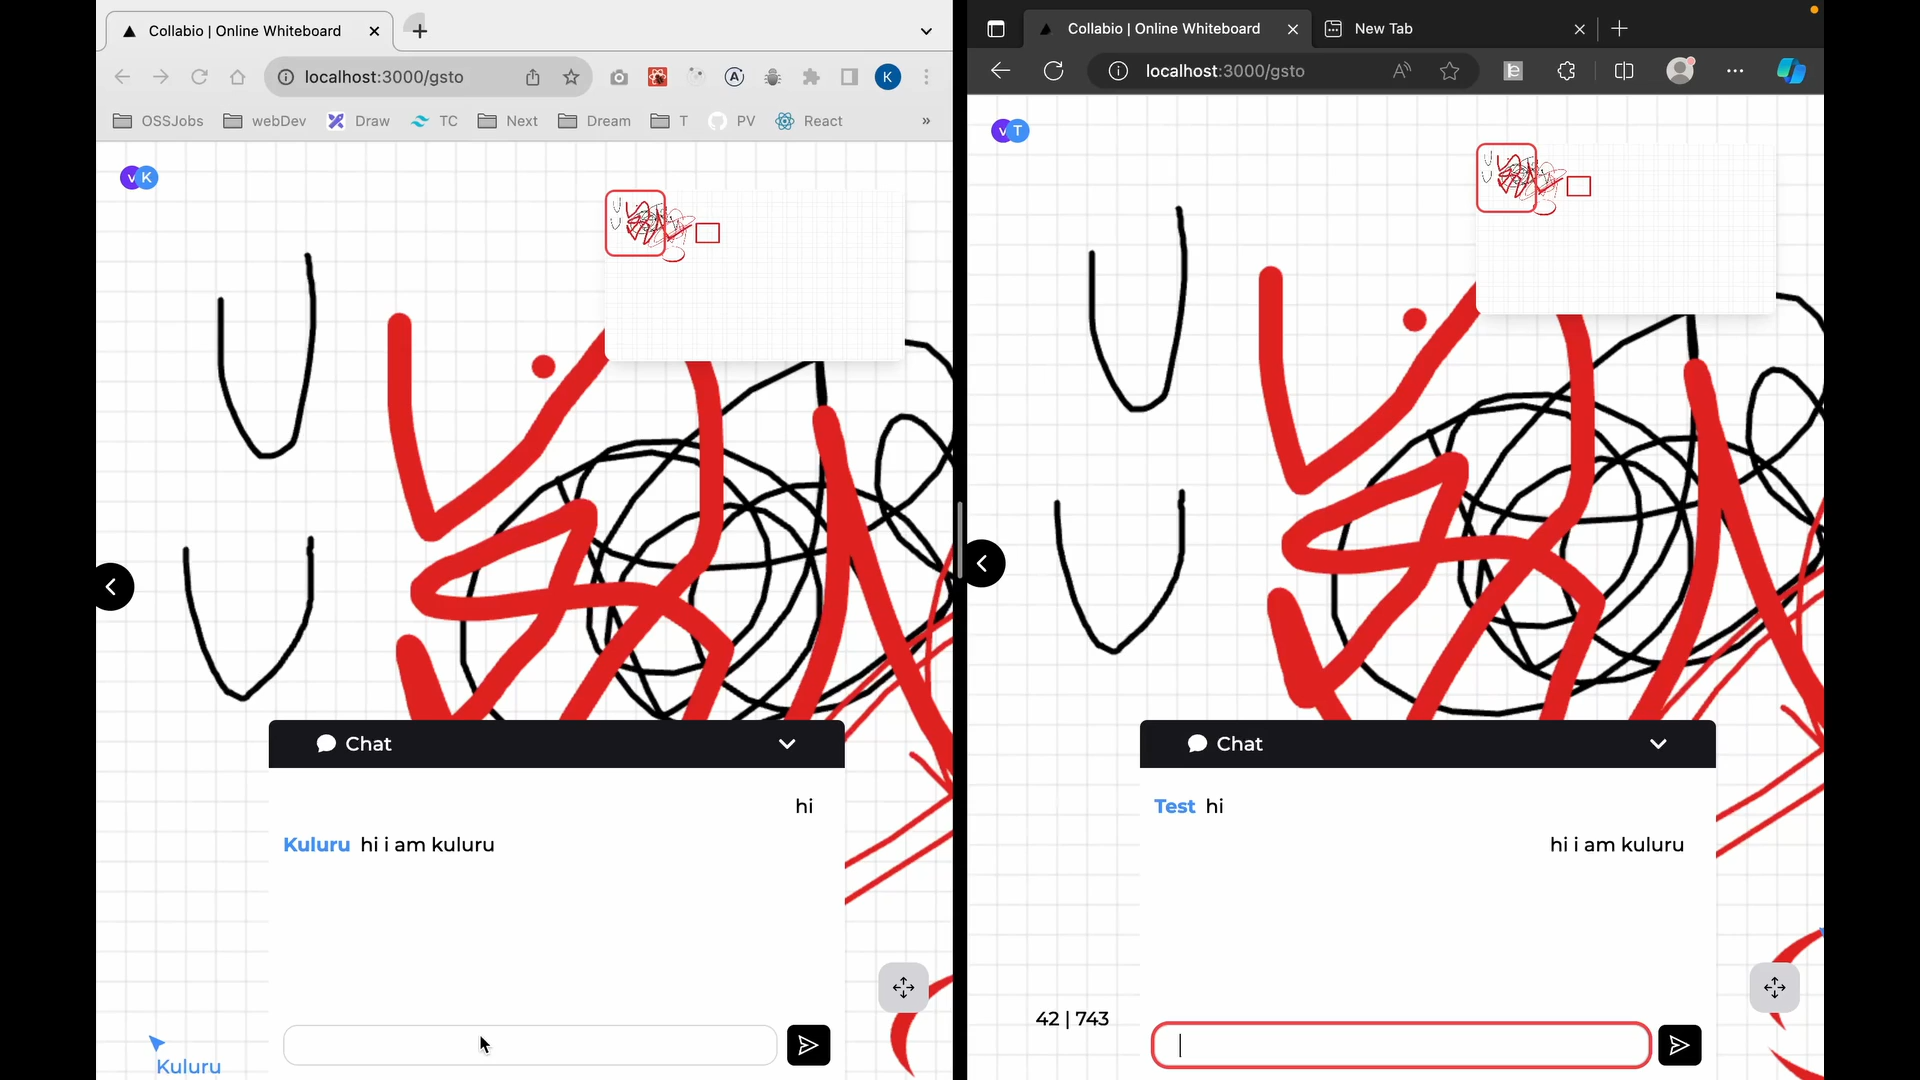 Collabio | Online Whiteboard
localhost:3000/gsto
K
OSSJobs
webDev
Draw
TC
Next
Dream
T
PV
React
»
v K
Chat
hi
Kuluru hi i am kuluru
Kuluru
Collabio | Online Whiteboard
New Tab
localhost:3000/gsto
v T
Chat
Test hi
hi i am kuluru
42 | 743